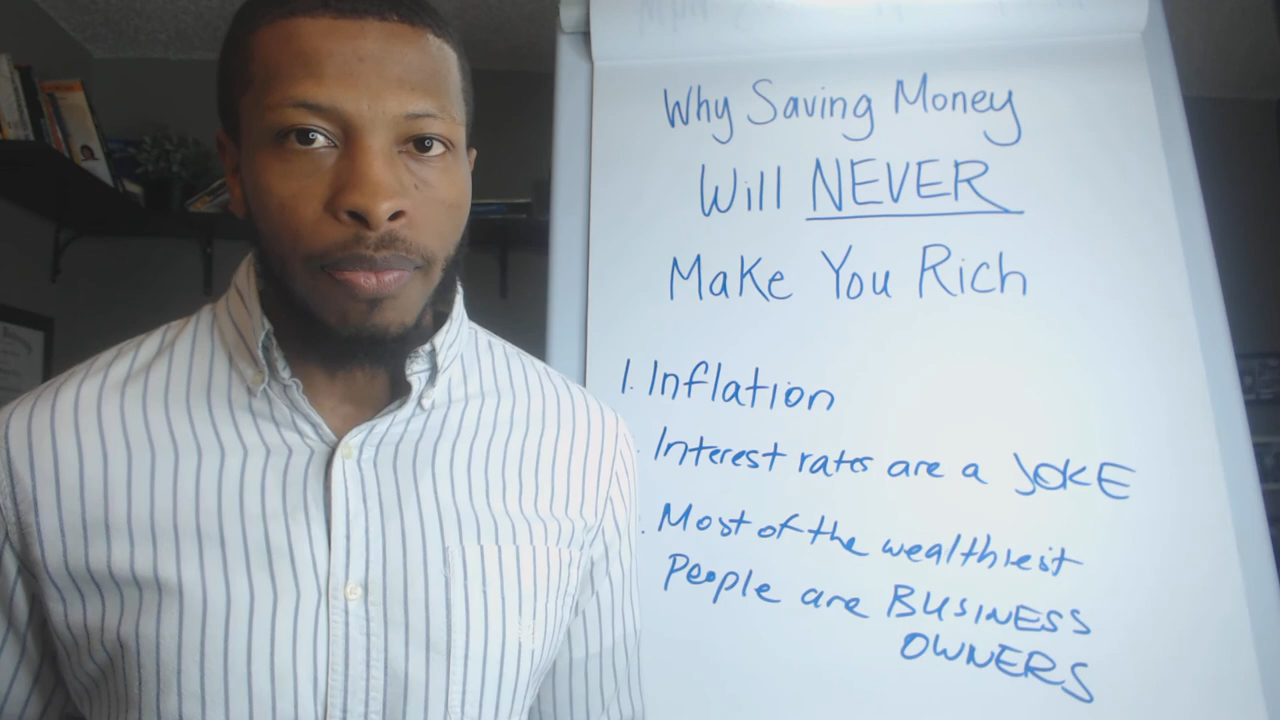 Why Saving Money
Will NEVER
Make You Rich
1. Inflation
Interest rates are a JOKE
Most of the wealthiest
People are BUSINESS
OWNERS